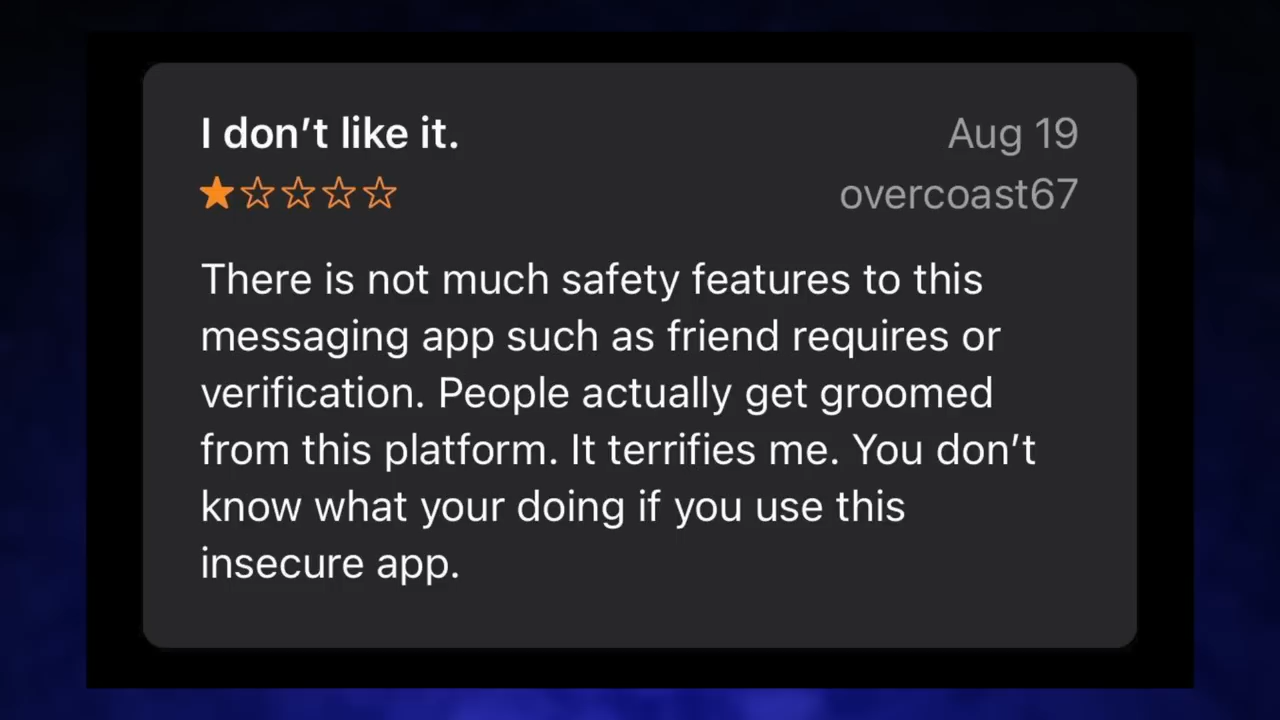 I don’t like it.
Aug 19
overcoast67
There is not much safety features to this
messaging app such as friend requires or
verification. People actually get groomed
from this platform. It terrifies me. You don’t
know what your doing if you use this
insecure app.